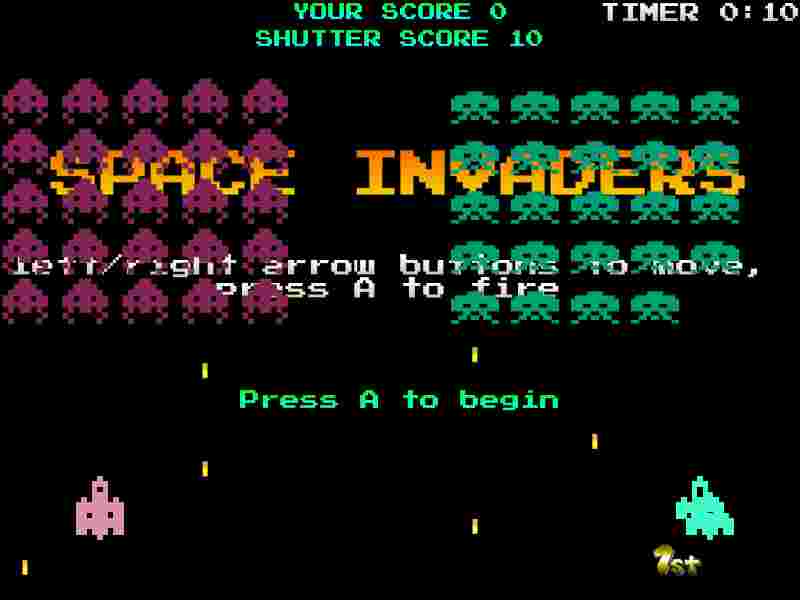 YOUR SCORE 0
TIMER 0:10
SHUTTER SCORE 10
SPACE INVADERS
left/right arrow buttons to move,
press A to fire
Press A to begin
1st